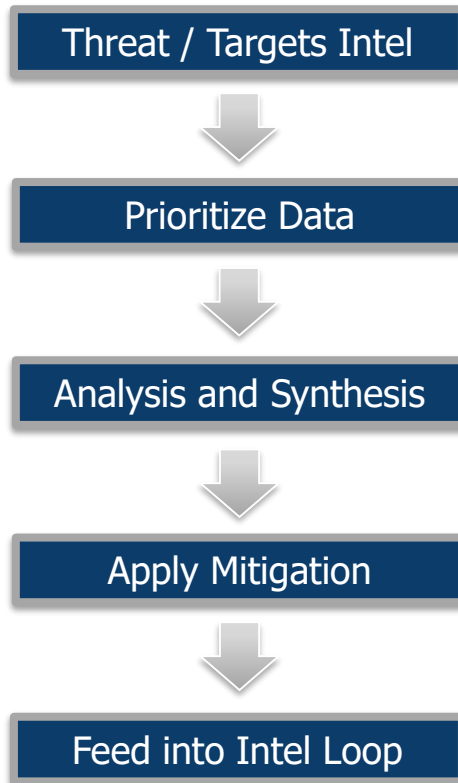 Threat / Targets Intel
Prioritize Data
Analysis and Synthesis
Apply Mitigation
Feed into Intel Loop